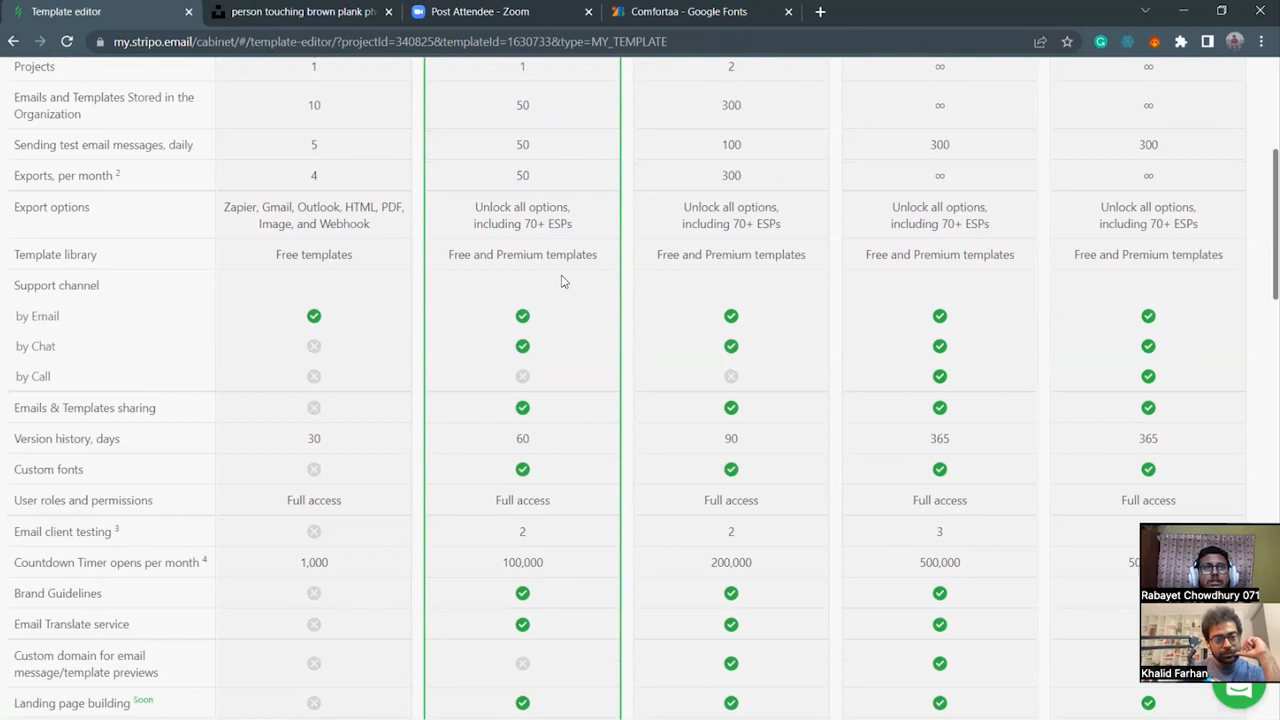 Template editor
person touching brown plank ph
Post Attendee - Zoom
Comfortaa - Google Fonts
my.stripo.email/cabinet/#/template-editor/?projectId=340825&templateId=1630733&type=MY_TEMPLATE
Projects 1 1 2 ∞ ∞
Emails and Templates Stored in the
Organization 10 50 300 ∞ ∞
Sending test email messages, daily 5 50 100 300 300
Exports, per month 2 4 50 300 ∞ ∞
Export options Zapier, Gmail, Outlook, HTML, PDF, Unlock all options, Unlock all options, Unlock all options, Unlock all options,
Image, and Webhook including 70+ ESPs including 70+ ESPs including 70+ ESPs including 70+ ESPs
Template library Free templates Free and Premium templates Free and Premium templates Free and Premium templates Free and Premium templates
Support channel
by Email
by Chat
by Call
Emails & Templates sharing
Version history, days 30 60 90 365 365
Custom fonts
User roles and permissions Full access Full access Full access Full access Full access
Email client testing 3 2 2 3
Countdown Timer opens per month 4 1,000 100,000 200,000 500,000 50
Brand Guidelines
Rabayet Chowdhury 071
Email Translate service
Custom domain for email
message/template previews
Khalid Farhan
Landing page building Soon